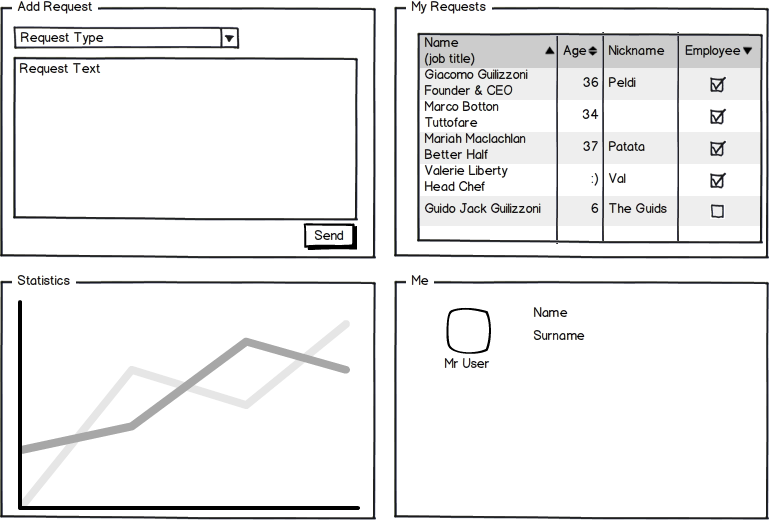 Add Request
Request Type
Request Text
Send
My Requests
Name
(job title)
Age
Nickname
Employee
Giacomo Guilizzoni
Founder & CEO
36
Peldi
Marco Botton
Tuttofare
34
Mariah Maclachlan
Better Half
37
Patata
Valerie Liberty
Head Chef
:)
Val
Guido Jack Guilizzoni
6
The Guids
Statistics
Me
Mr User
Name
Surname